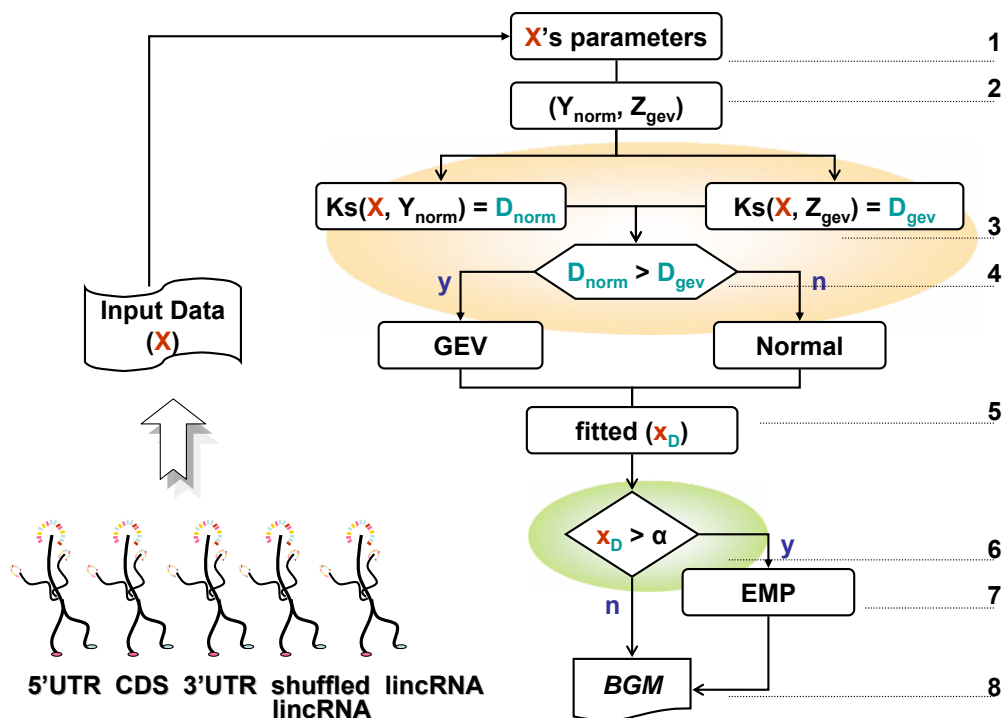 X's parameters
1
2
(Ynorm, Zgev)
Ks(X, Ynorm) = Dnorm
Ks(X, Zgev) = Dgev
3
Dnorm > Dgev
4
y
n
Input Data
(X)
GEV
Normal
5
fitted (xD)
xD > α
y
6
n
EMP
7
5'UTR CDS 3'UTR shuffled lincRNA
lincRNA
BGM
8